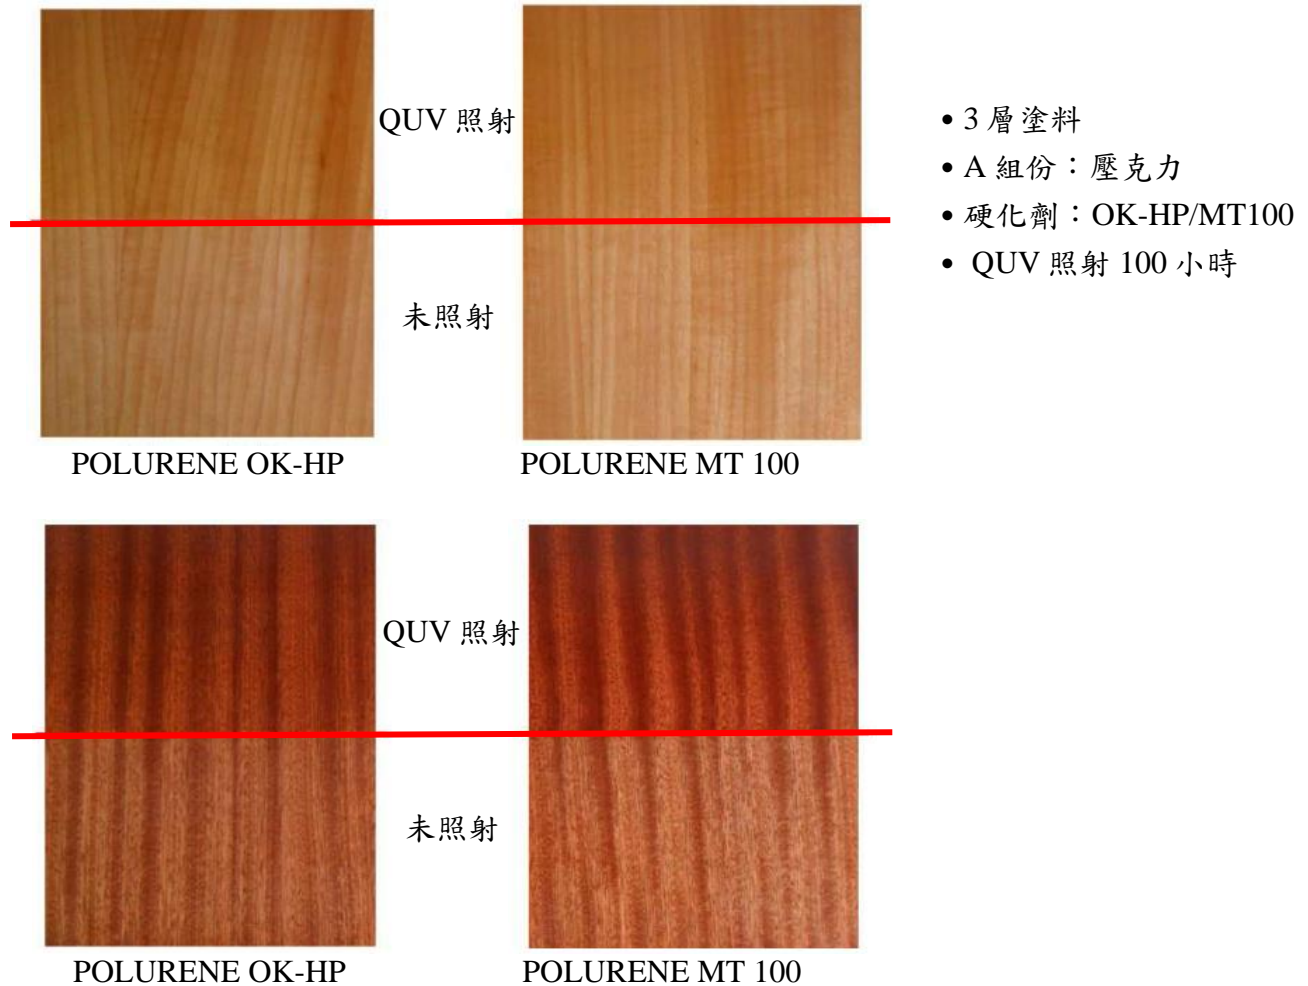 QUV 照射
未照射
POLURENE OK-HP
POLURENE MT 100
• 3 層塗料
• A 組份：壓克力
• 硬化劑：OK-HP/MT100
• QUV 照射 100 小時
QUV 照射
未照射
POLURENE OK-HP
POLURENE MT 100